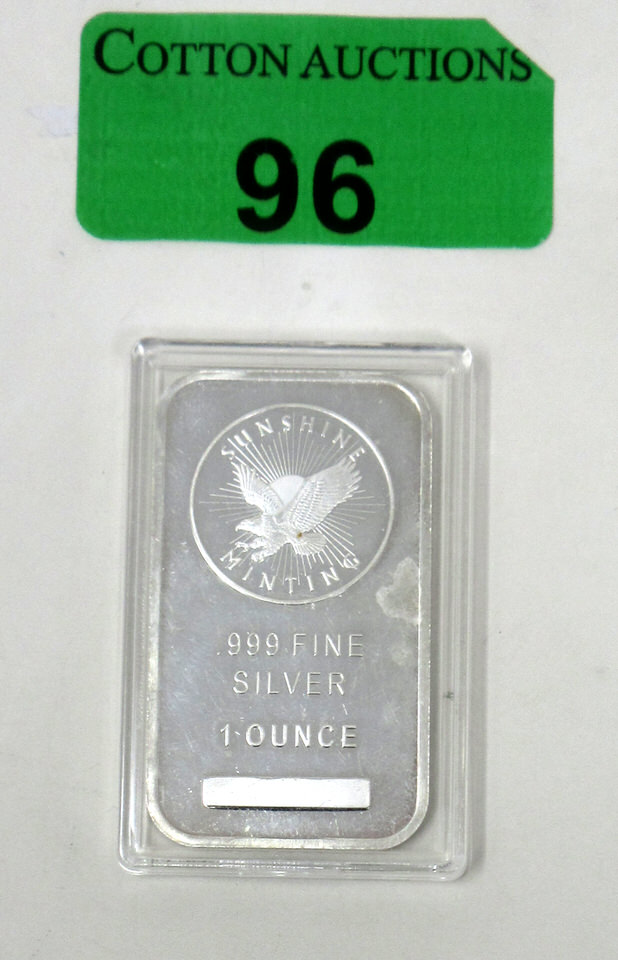 COTTON AUCTIONS
96
SUNSHINE
MINTING
.999 FINE
SILVER
1 OUNCE